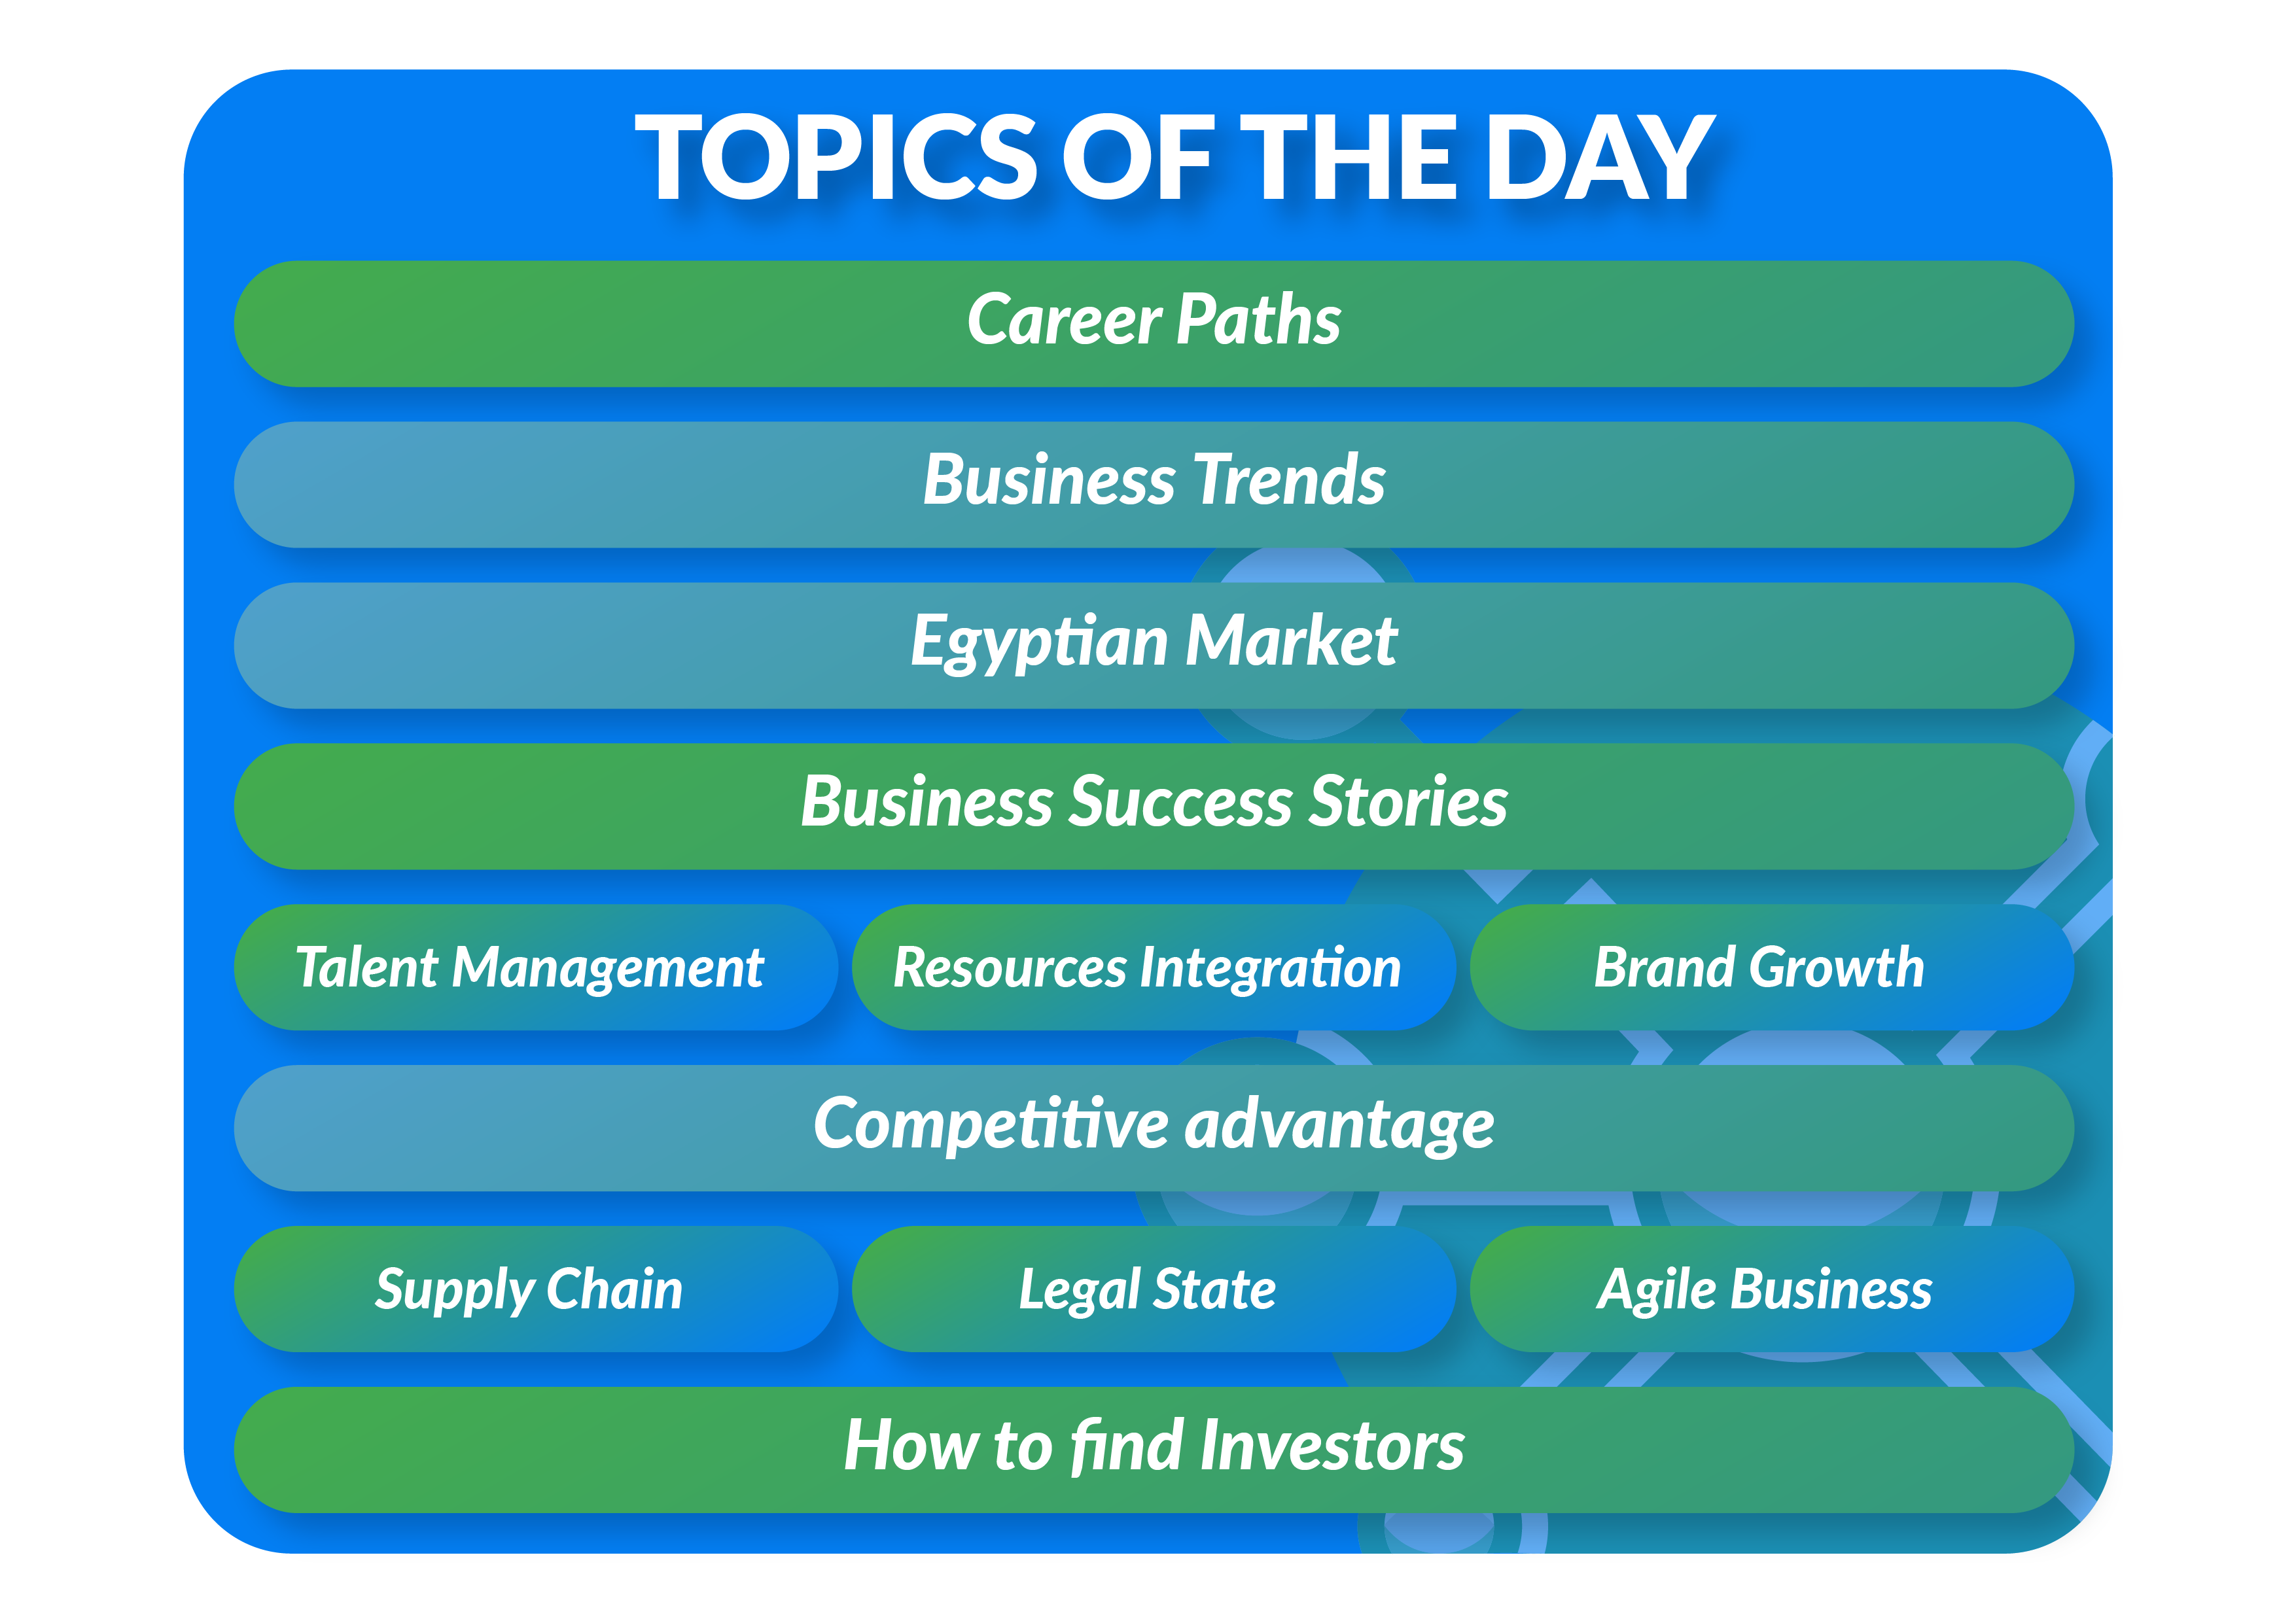 TOPICS OF THE DAY
Career Paths
Business Trends
Egyptian Market
Business Success Stories
Talent Management
Resources Integration
Brand Growth
Competitive advantage
Supply Chain
Legal State
Agile Business
How to find Investors